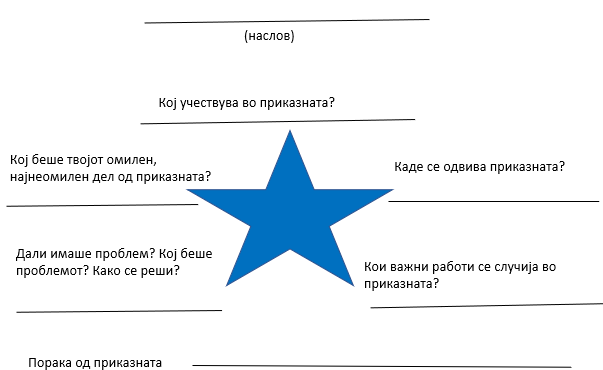 (наслов)
Кој учествува во приказната?
Кој беше твојот омилен,
најнеомилен дел од приказната?
Каде се одвива приказната?
Дали имаше проблем? Кој беше
проблемот? Како се реши?
Кои важни работи се случија во
приказната?
Порака од приказната